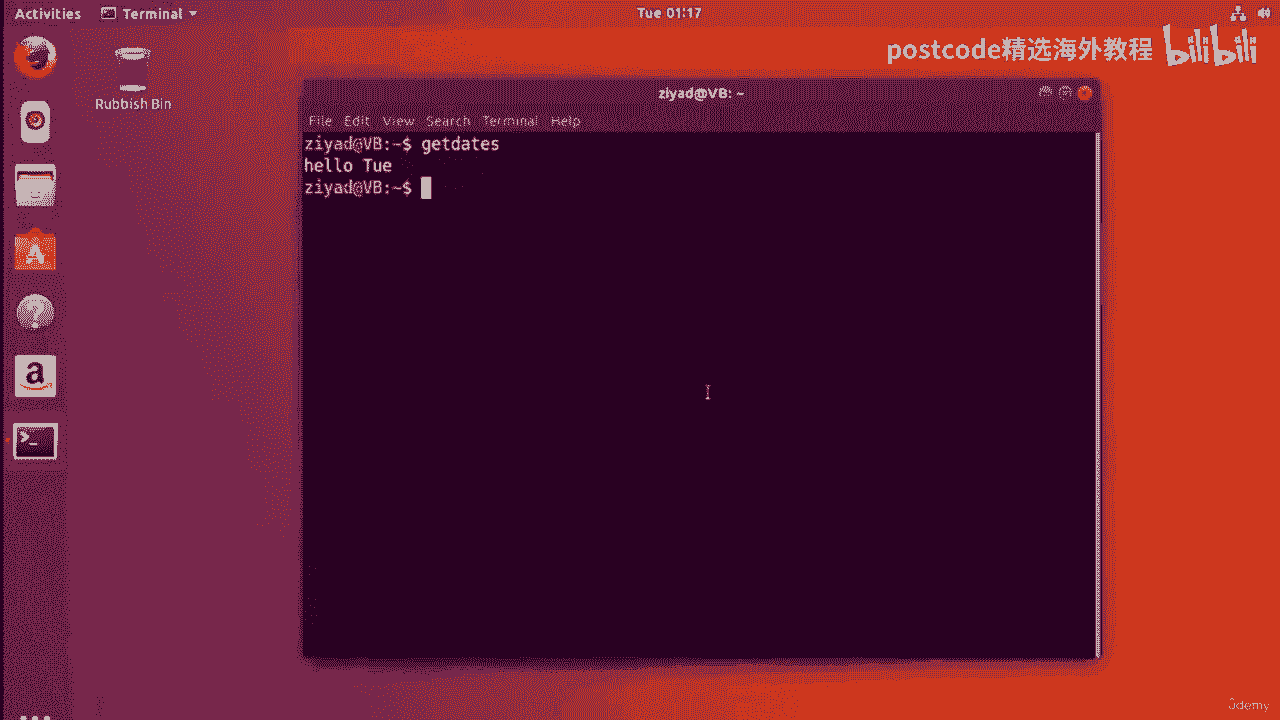 Activities
Terminal
Tue 01:17
postcode精选海外教程 bilibili
Rubbish Bin
ziyad@VB: ~
File Edit View Search Terminal Help
ziyad@VB:~$ getdates
hello Tue
ziyad@VB:~$
a
Udemy